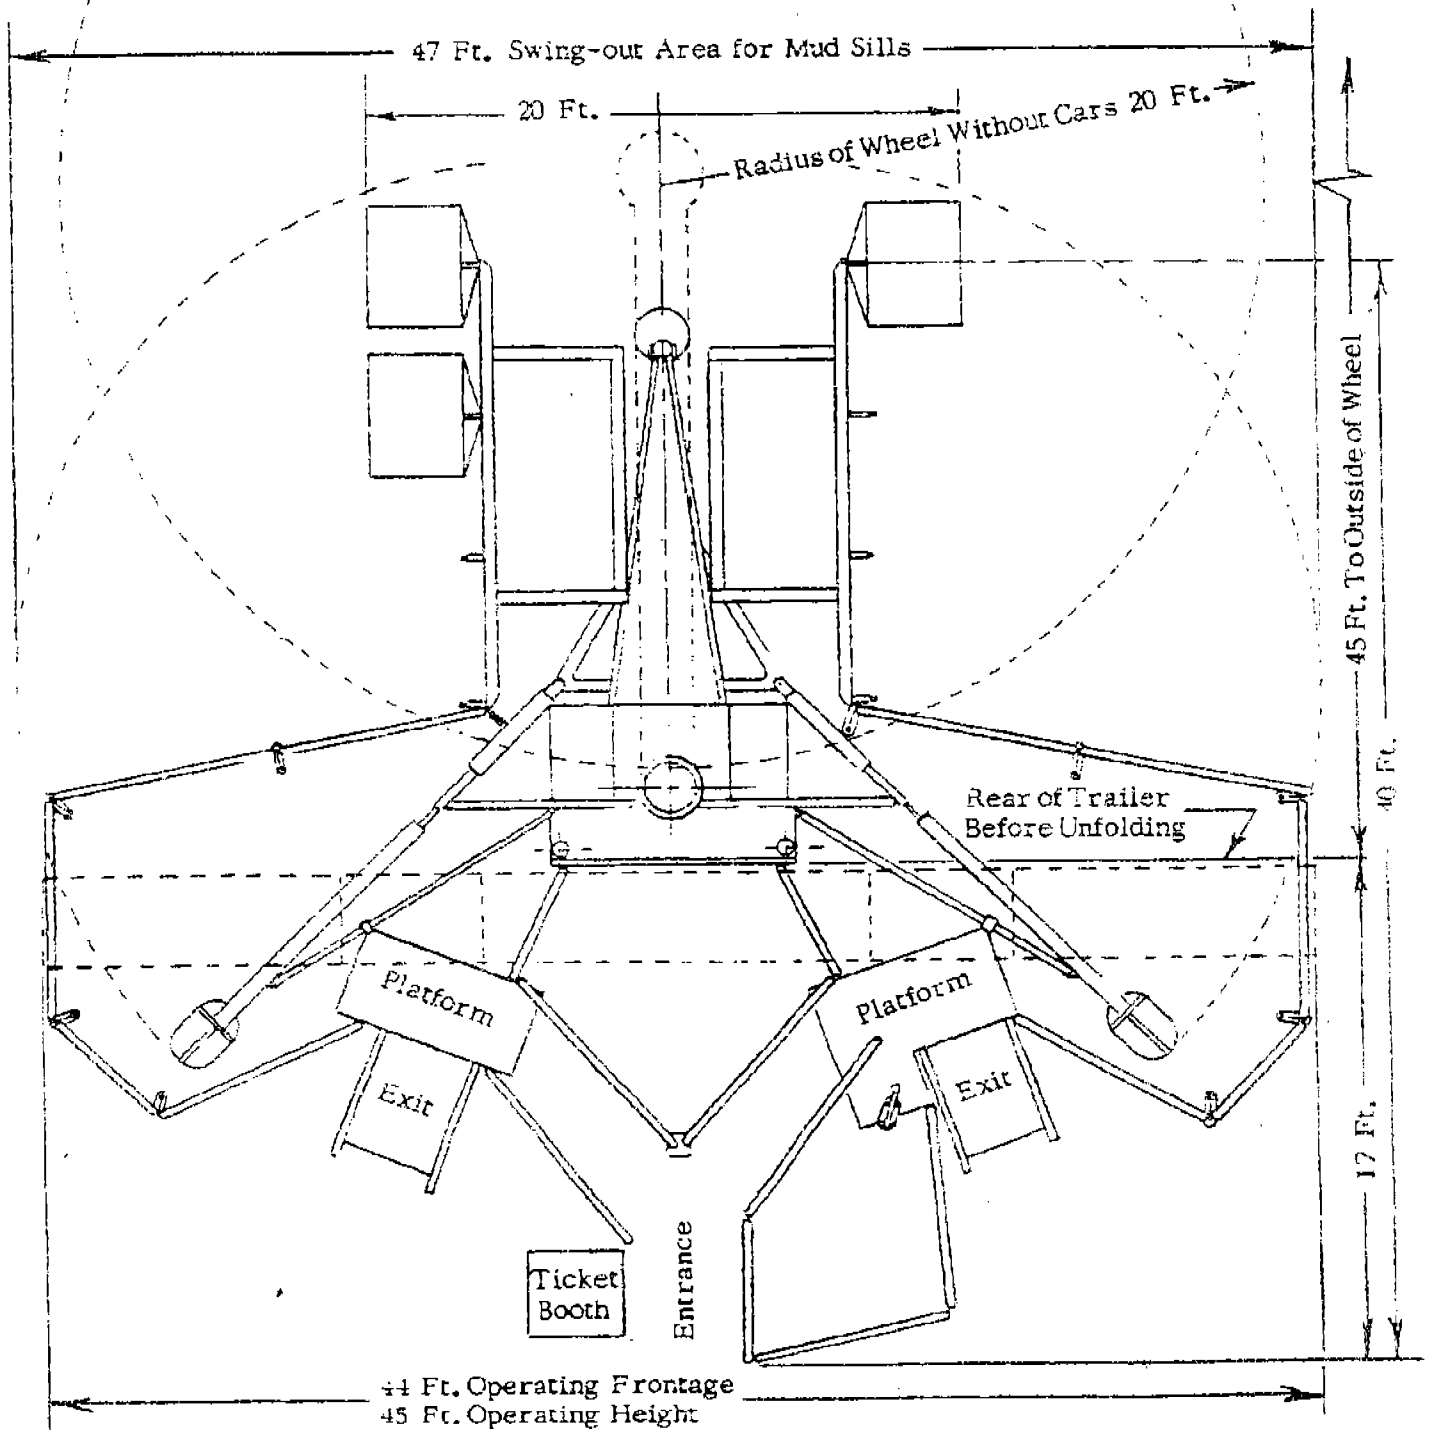 47 Ft. Swing-out Area for Mud Sills
20 Ft.
Radius of Wheel Without Cars 20 Ft.
45 Ft. To Outside of Wheel
40 Ft.
Rear of Trailer
Before Unfolding
Platform
Platform
Exit
Exit
17 Ft.
Entrance
Ticket
Booth
44 Ft. Operating Frontage
45 Ft. Operating Height